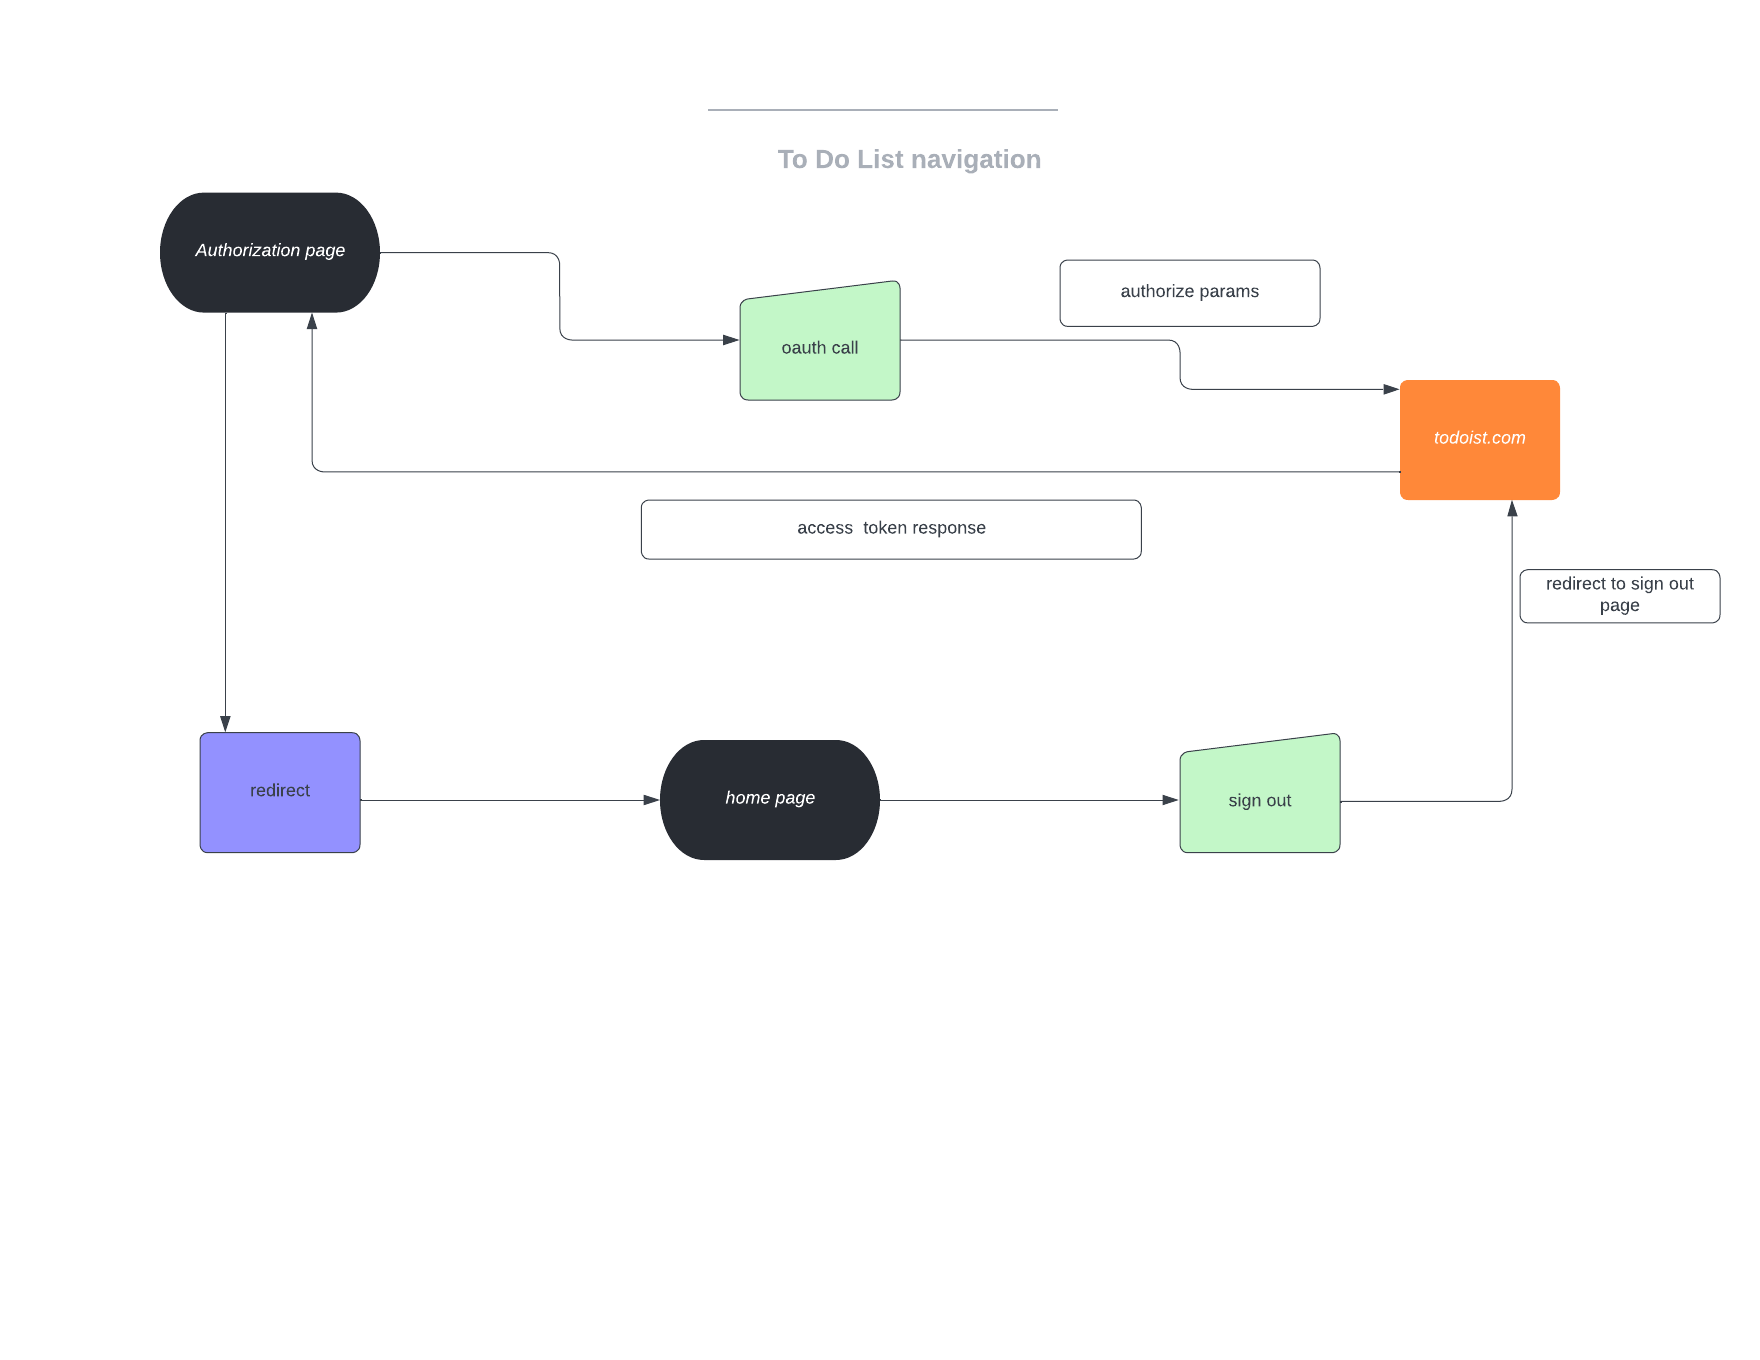 To Do List navigation
Authorization page
authorize params
oauth call
todoist.com
access  token response
redirect to sign out
page
redirect
home page
sign out